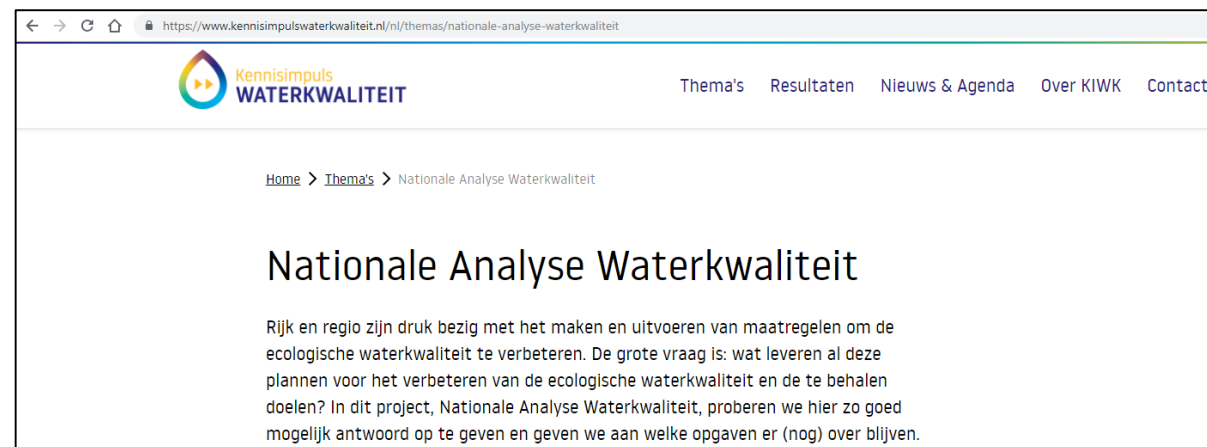 https://www.kennisimpulswaterkwaliteit.nl/nl/themas/nationale-analyse-waterkwaliteit
Kennisimpuls
WATERKWALITEIT
Thema's Resultaten Nieuws & Agenda Over KIWK Contact
Home > Thema's > Nationale Analyse Waterkwaliteit
Nationale Analyse Waterkwaliteit
Rijk en regio zijn druk bezig met het maken en uitvoeren van maatregelen om de
ecologische waterkwaliteit te verbeteren. De grote vraag is: wat leveren al deze
plannen voor het verbeteren van de ecologische waterkwaliteit en de te behalen
doelen? In dit project, Nationale Analyse Waterkwaliteit, proberen we hier zo goed
mogelijk antwoord op te geven en geven we aan welke opgaven er (nog) over blijven.